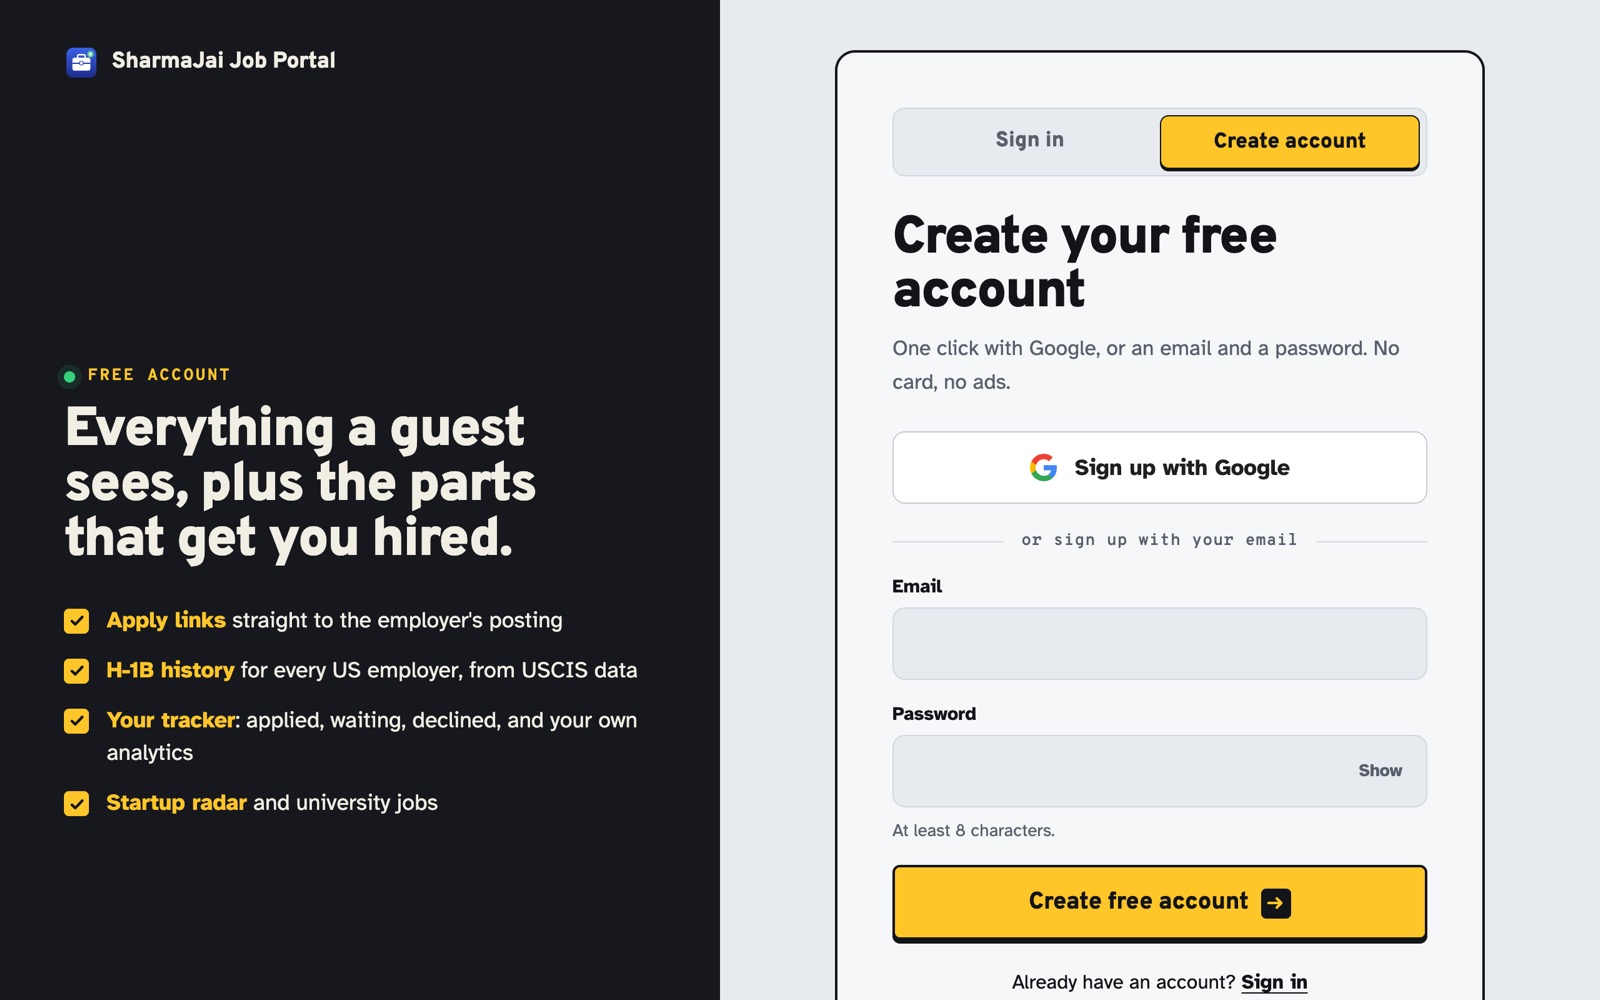 SharmaJai Job Portal
FREE ACCOUNT
Everything a guest
sees, plus the parts
that get you hired.
Apply links straight to the employer's posting
H-1B history for every US employer, from USCIS data
Your tracker: applied, waiting, declined, and your own
analytics
Startup radar and university jobs
Sign in
Create account
Create your free
account
One click with Google, or an email and a password. No
card, no ads.
Sign up with Google
or sign up with your email
Email
Password
Show
At least 8 characters.
Create free account
Already have an account? Sign in